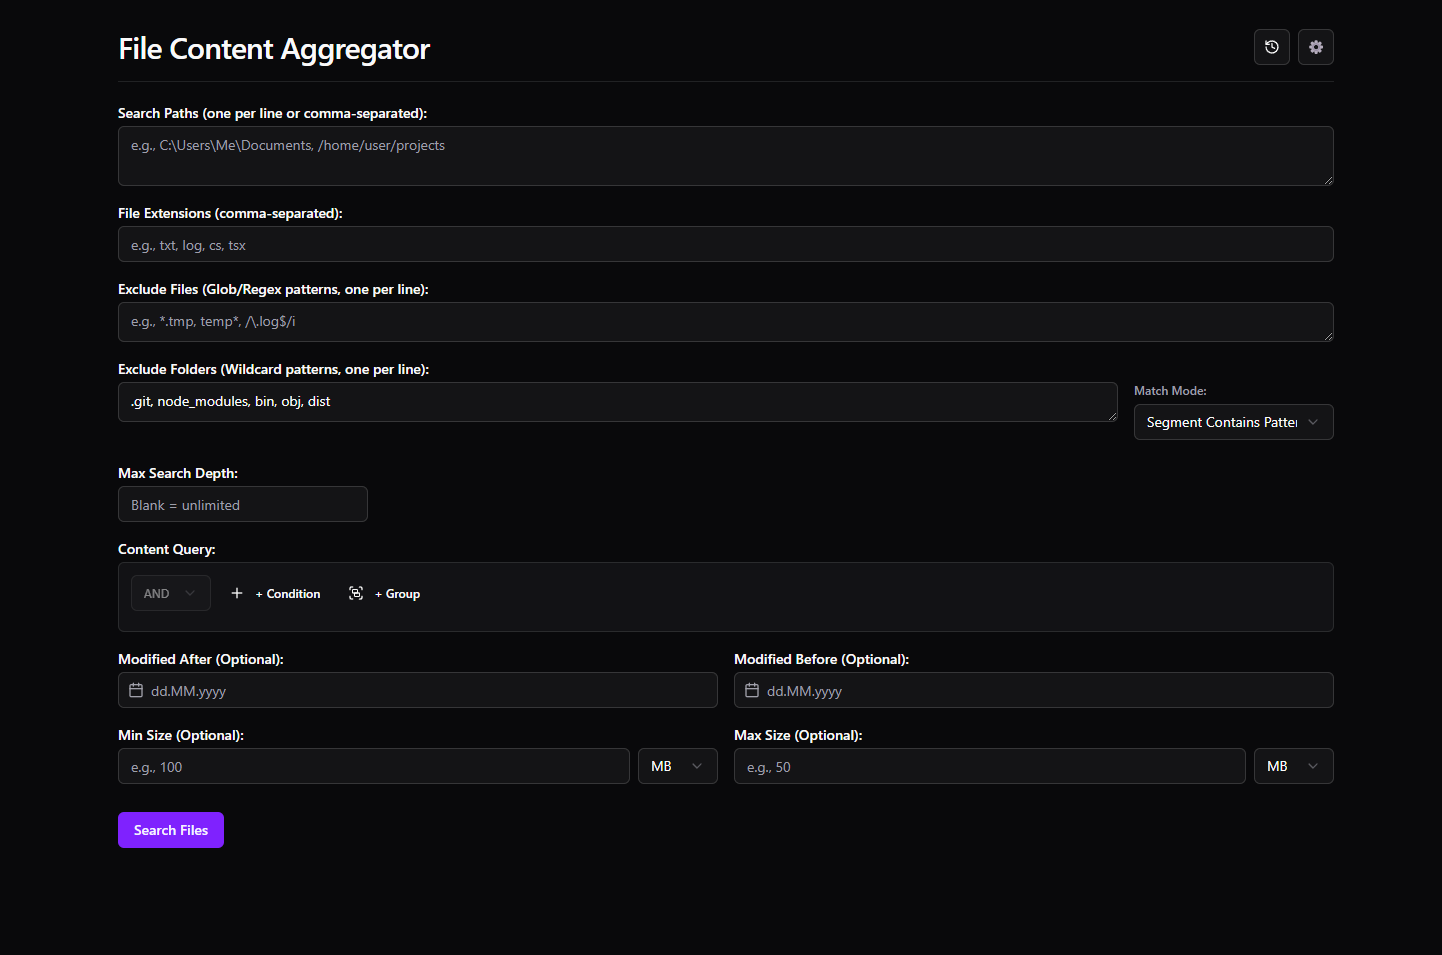 File Content Aggregator
Search Paths (one per line or comma-separated):
e.g., C:\Users\Me\Documents, /home/user/projects
File Extensions (comma-separated):
e.g., txt, log, cs, tsx
Exclude Files (Glob/Regex patterns, one per line):
e.g., *.tmp, temp*, /\.log$/i
Exclude Folders (Wildcard patterns, one per line):
.git, node_modules, bin, obj, dist
Match Mode:
Segment Contains Patter
Max Search Depth:
Blank = unlimited
Content Query:
AND + Condition + Group
Modified After (Optional): Modified Before (Optional):
dd.MM.yyyy dd.MM.yyyy
Min Size (Optional): Max Size (Optional):
e.g., 100 MB e.g., 50 MB
Search Files